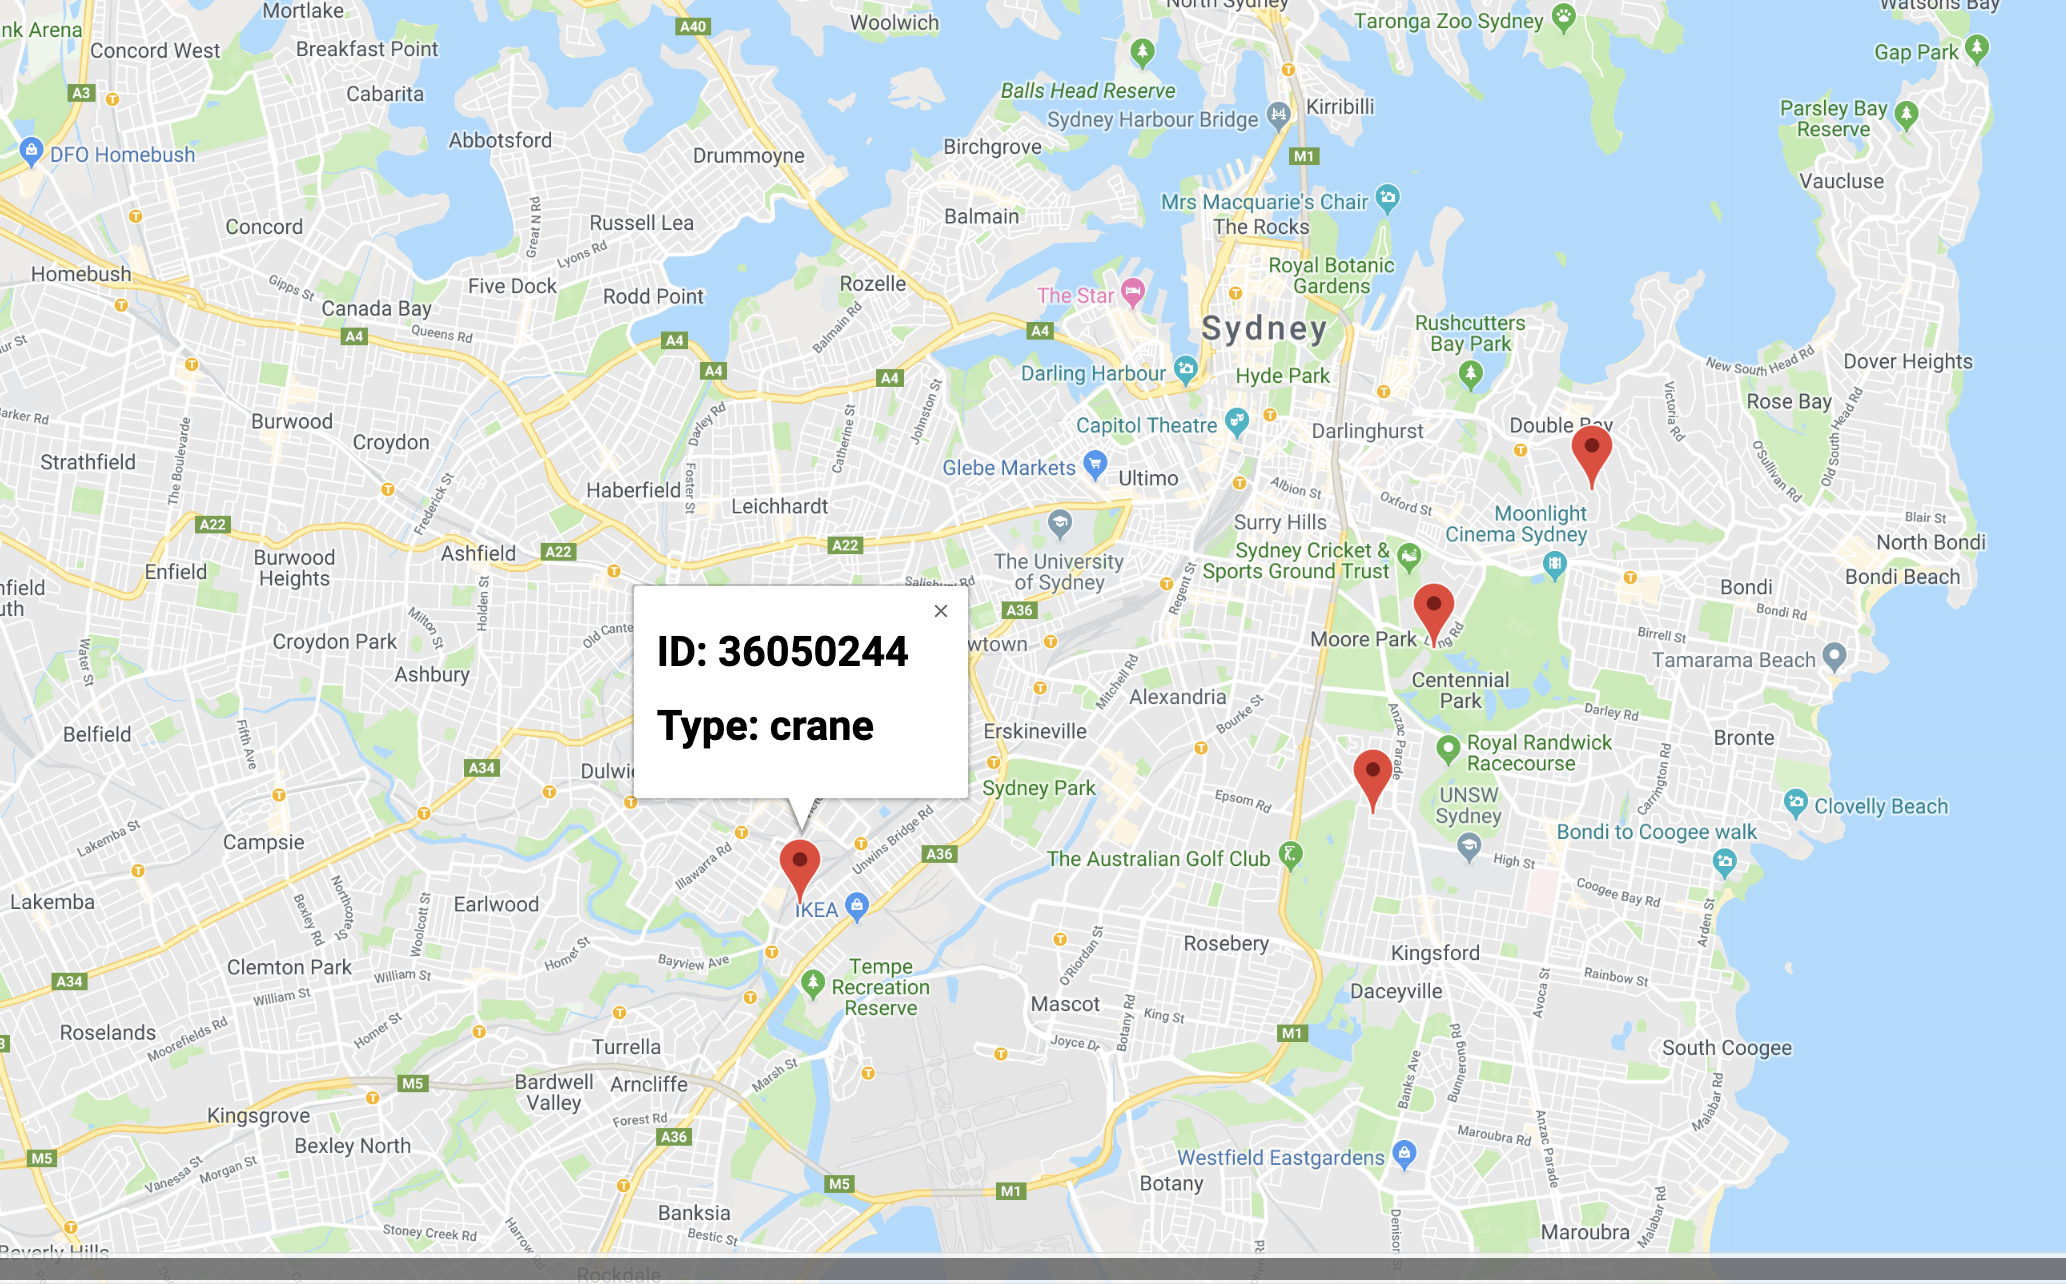 Mortlake
North Sydney
Watsons Bay
A40
Woolwich
Taronga Zoo Sydney
nk Arena
Concord West
Breakfast Point
Gap Park
A3
Cabarita
Balls Head Reserve
Kirribilli
Sydney Harbour Bridge
Parsley Bay
Reserve
Abbotsford
Birchgrove
DFO Homebush
Drummoyne
M1
Vaucluse
Mrs Macquarie's Chair
Concord
Great N Rd
Russell Lea
Balmain
The Rocks
Lyons Rd
Homebush
Gipps St
Five Dock
Rodd Point
Rozelle
Royal Botanic
Gardens
The Star
Canada Bay
Queens Rd
A4
A4
Balmain Rd
A4
Sydney
Rushcutters
Bay Park
New South Head Rd
Dover Heights
A4
A4
Darling Harbour
Hyde Park
Victoria Rd
Rose Bay
Old South Head Rd
Barker Rd
Burwood
Croydon
Darley Rd
Catherine St
Johnston St
Capitol Theatre
Darlinghurst
Double Bay
O'Sullivan Rd
Strathfield
The Boulevarde
Frederick St
Haberfield
Foster St
Leichhardt
Glebe Markets
Ultimo
Albion St
Oxford St
A22
Surry Hills
Moonlight
Cinema Sydney
Blair St
North Bondi
Burwood
Heights
Ashfield
A22
A22
The University
of Sydney
Sydney Cricket &
Sports Ground Trust
Enfield
nfield
uth
Holden St
Salisbury Rd
A36
Regent St
Bondi
Bondi Beach
Bondi Rd
Milton St
Old Cante
Croydon Park
ID: 36050244
wtown
Moore Park
Birrell St
Tamarama Beach
Water St
Ashbury
Mitchell Rd
Alexandria
Bourke St
Centennial
Park
Darley Rd
Type: crane
Belfield
Fifth Ave
Erskineville
Anzac Parade
Royal Randwick
Racecourse
Bronte
Carrington Rd
A34
Dulwi
Sydney Park
Epsom Rd
UNSW
Sydney
Clovelly Beach
Lakemba St
Campsie
Illawarra Rd
Unwins Bridge Rd
A36
The Australian Golf Club
Bondi to Coogee walk
High St
Coogee Bay Rd
Lakemba
Bexley Rd
Northcote St
Woolcott St
Earlwood
IKEA
Arden St
Homer St
Bayview Ave
O'Riordan St
Rosebery
Kingsford
Clemton Park
William St
A34
William St
Tempe
Recreation
Reserve
Rainbow St
Avoca St
Daceyville
Mascot
Botany Rd
King St
Roselands
Moorefields Rd
Homer St
Turrella
Joyce Dr
M1
South Coogee
M5
Bardwell
Valley
Arncliffe
Marsh St
Banks Ave
Bunnerong Rd
Malabar Rd
Kingsgrove
Forest Rd
A36
Bexley North
Anzac Parade
Maroubra Rd
M5
Vanessa St
Morgan St
Westfield Eastgardens
M5
M1
Botany
Banksia
Stoney Creek Rd
Bestic St
Maroubra
Malabar Rd
Beverly Hills
Rockdale